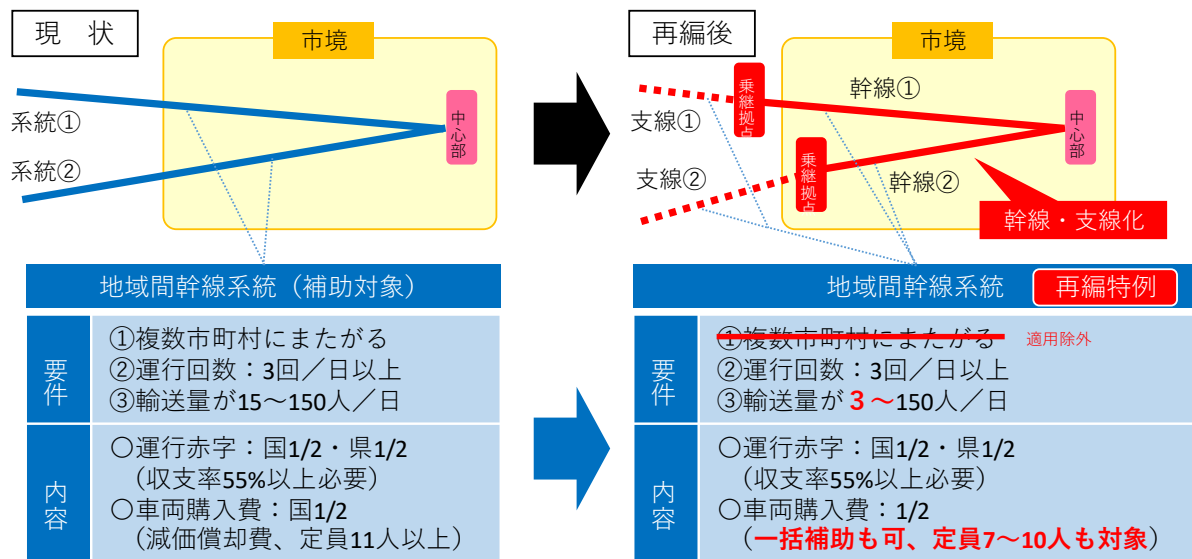 現　状
市境
系統①
系統②
中心部
地域間幹線系統（補助対象）
要件
①複数市町村にまたがる
②運行回数：3回／日以上
③輸送量が15～150人／日
内容
○運行赤字：国1/2・県1/2
（収支率55%以上必要）
○車両購入費：国1/2
（減価償却費、定員11人以上）
再編後
市境
乗継拠点
幹線①
支線①
中心部
乗継拠点
支線②
幹線②
幹線・支線化
地域間幹線系統
再編特例
要件
①複数市町村にまたがる　適用除外
②運行回数：3回／日以上
③輸送量が３～150人／日
内容
○運行赤字：国1/2・県1/2
（収支率55%以上必要）
○車両購入費：1/2
（一括補助も可、定員7～10人も対象）